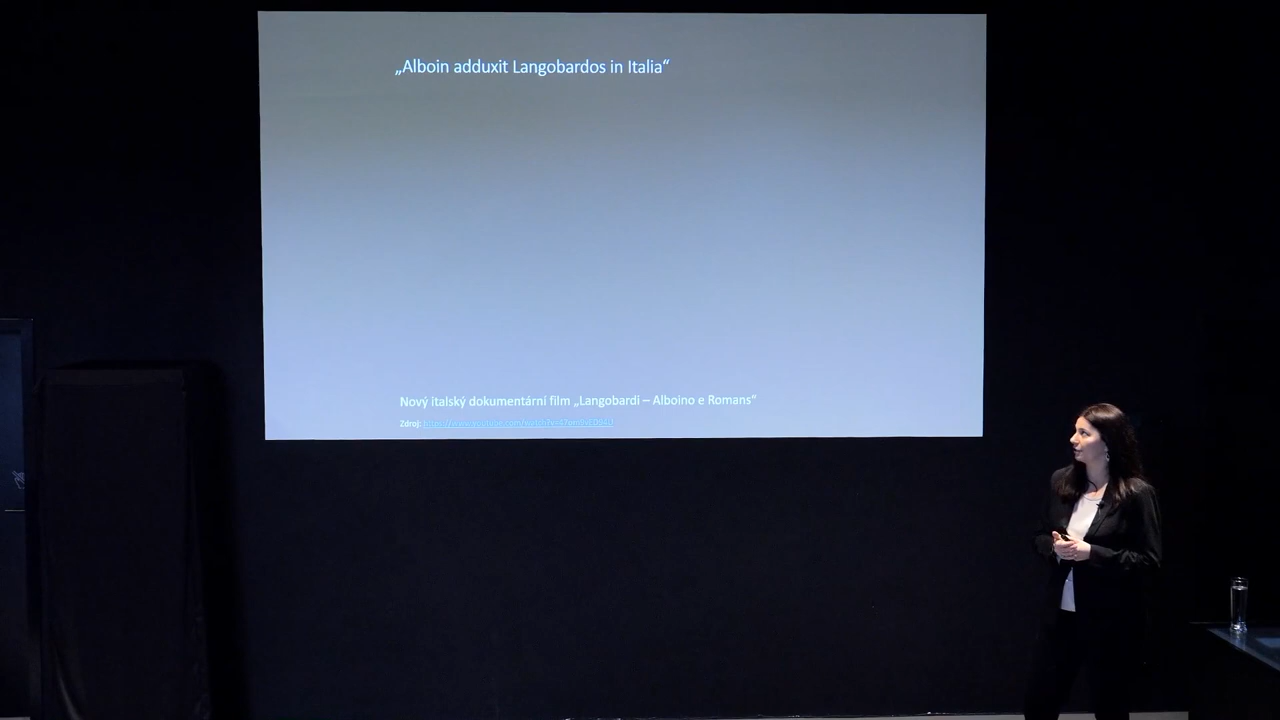 „Alboin adduxit Langobardos in Italia“
Nový italský dokumentární film „Langobardi – Alboino e Romans“
Zdroj: